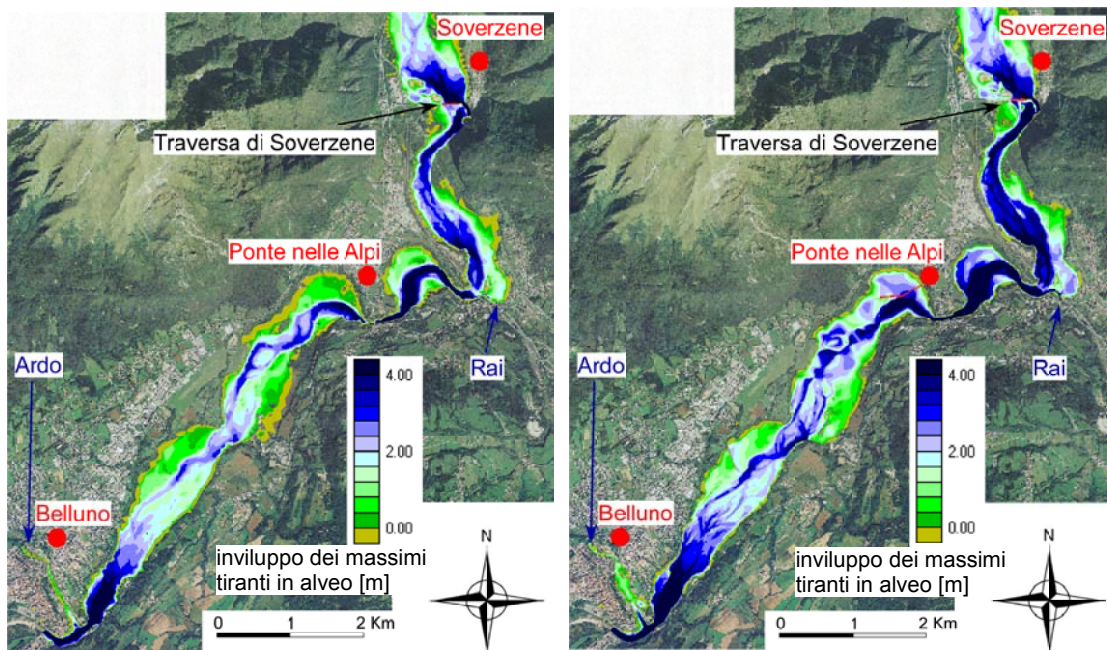 Soverzene
Traversa di Soverzene
Ponte nelle Alpi
Ardo
Rai
4.00
2.00
0.00
Belluno
inviluppo dei massimi
tiranti in alveo [m]
N
0 1 2 Km
Soverzene
Traversa di Soverzene
Ponte nelle Alpi
Ardo
Rai
4.00
2.00
0.00
Belluno
inviluppo dei massimi
tiranti in alveo [m]
N
0 1 2 Km